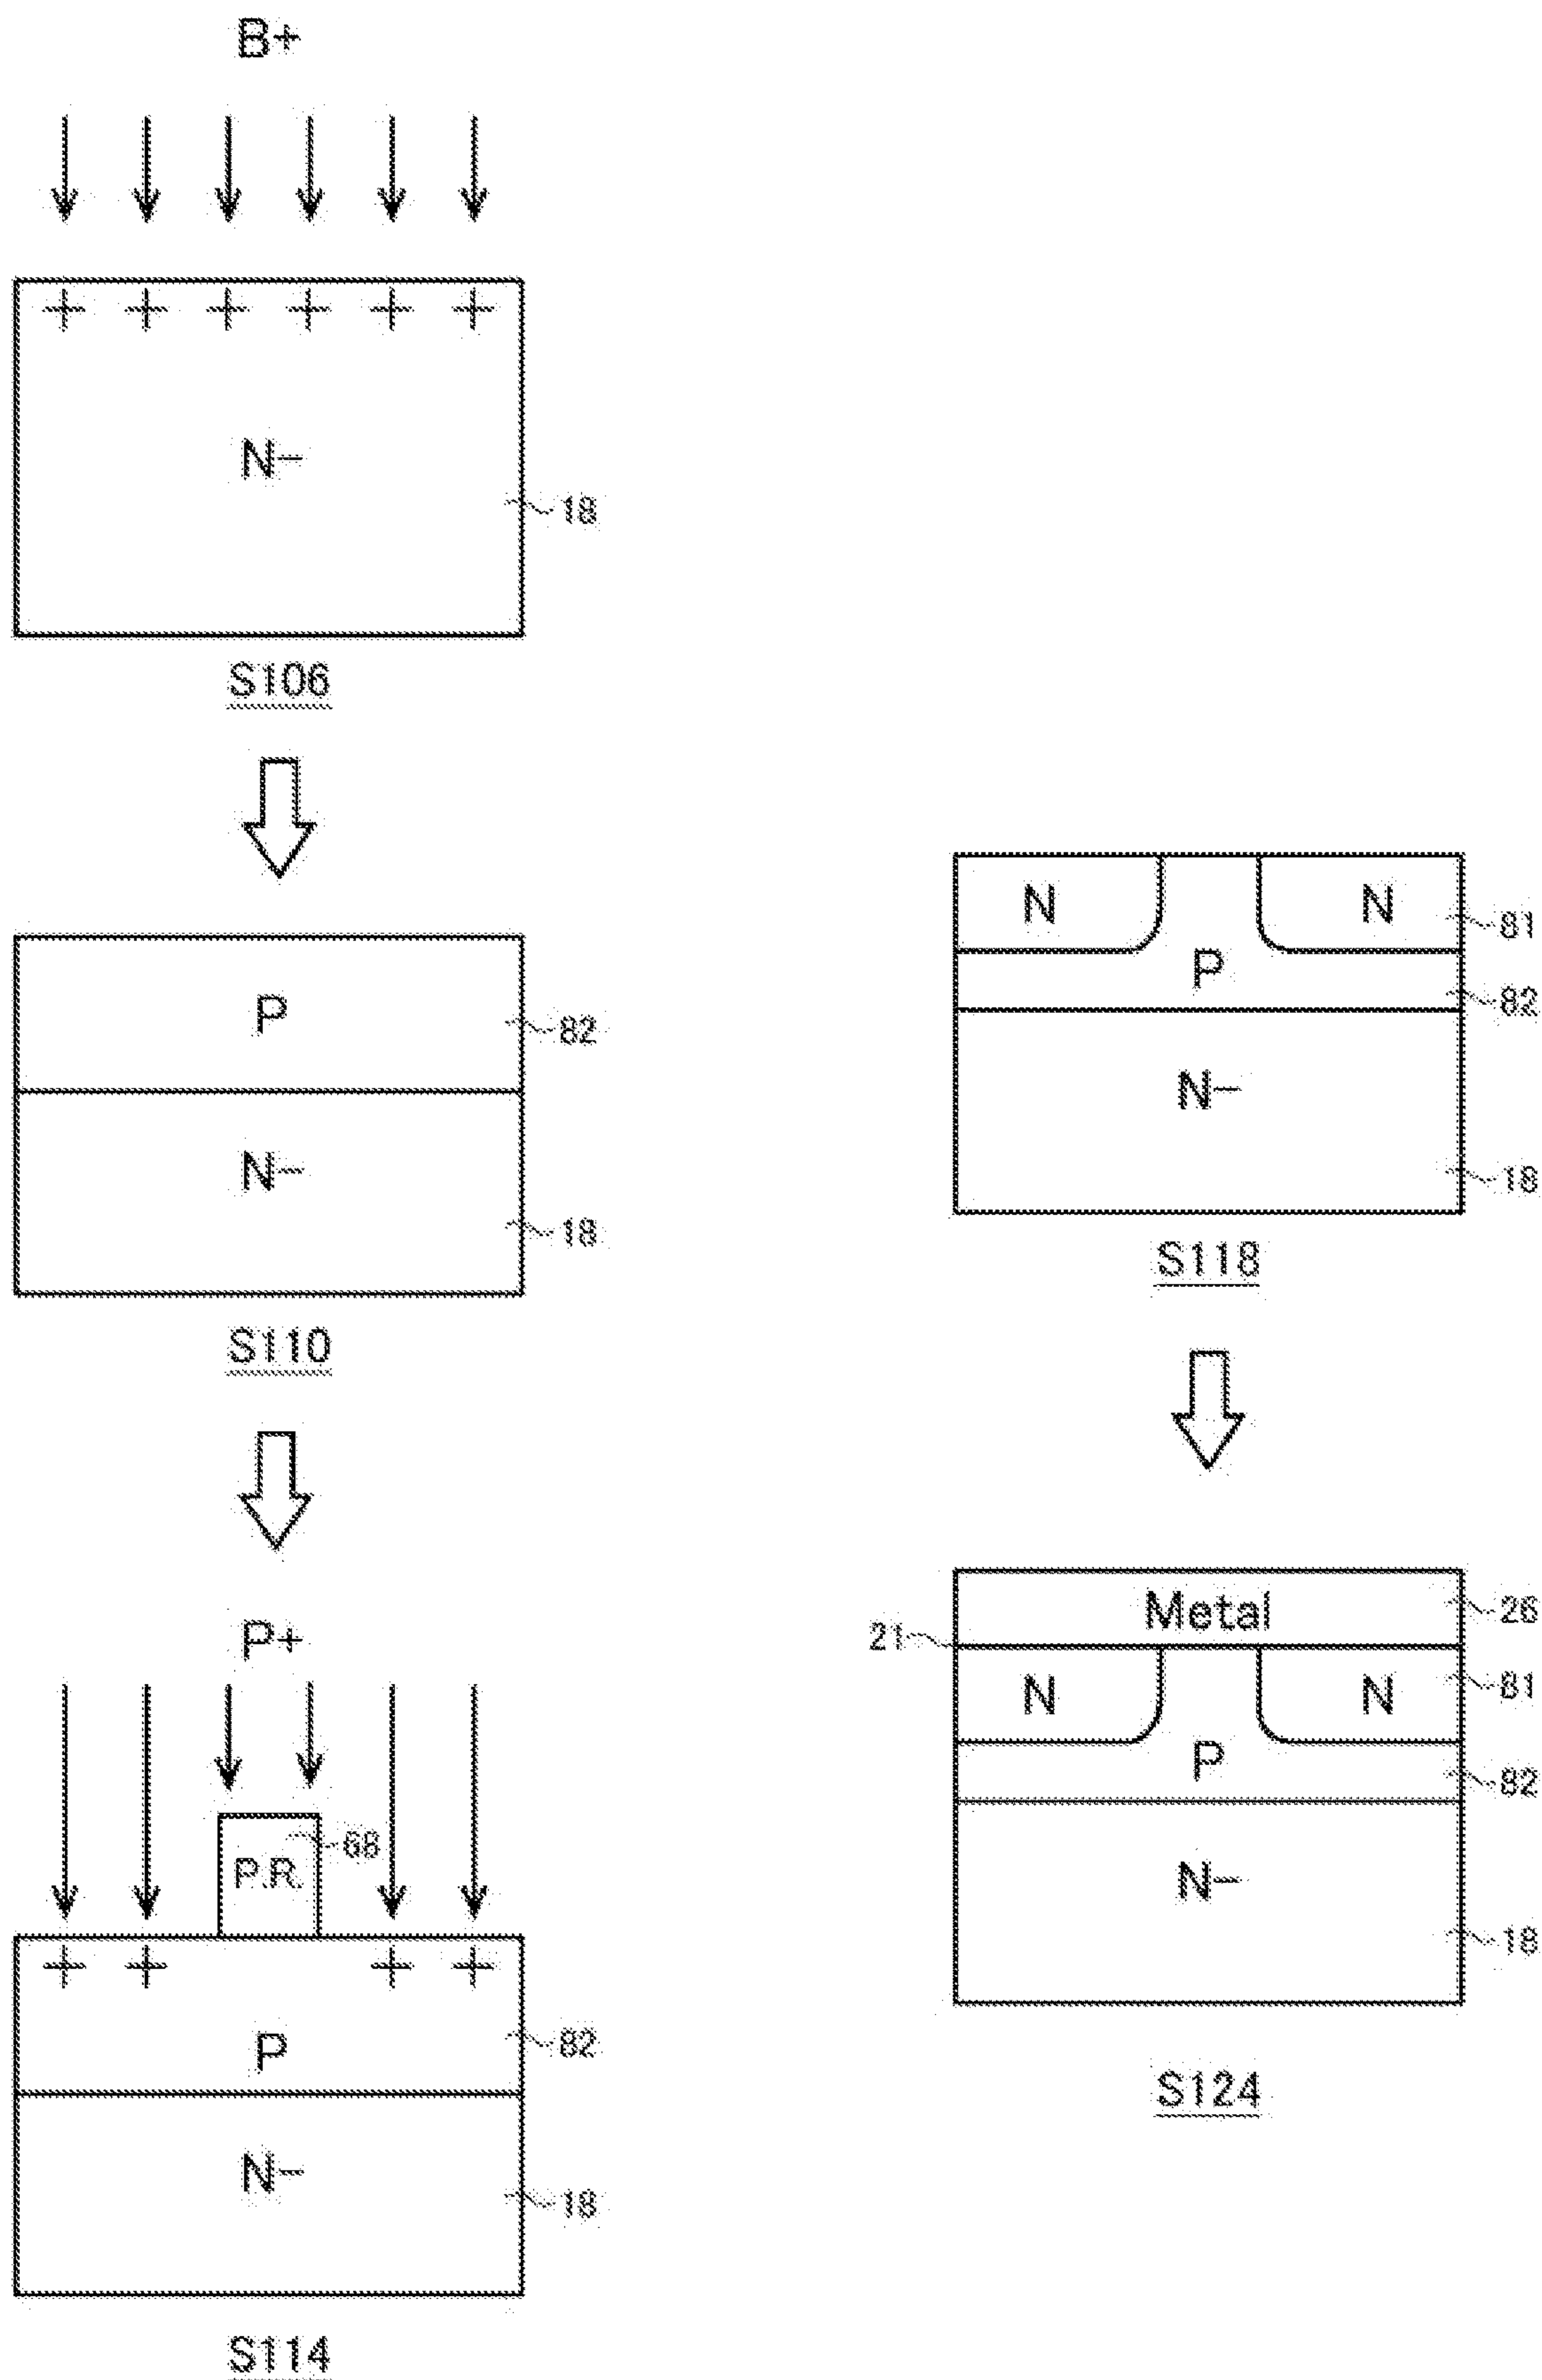 B+
N-
18
S106
P
82
N-
18
S110
P+
P.R.
68
P
82
N-
18
S114
N
N
81
P
82
N-
18
S118
Metal
26
21
N
N
81
P
82
N-
18
S124